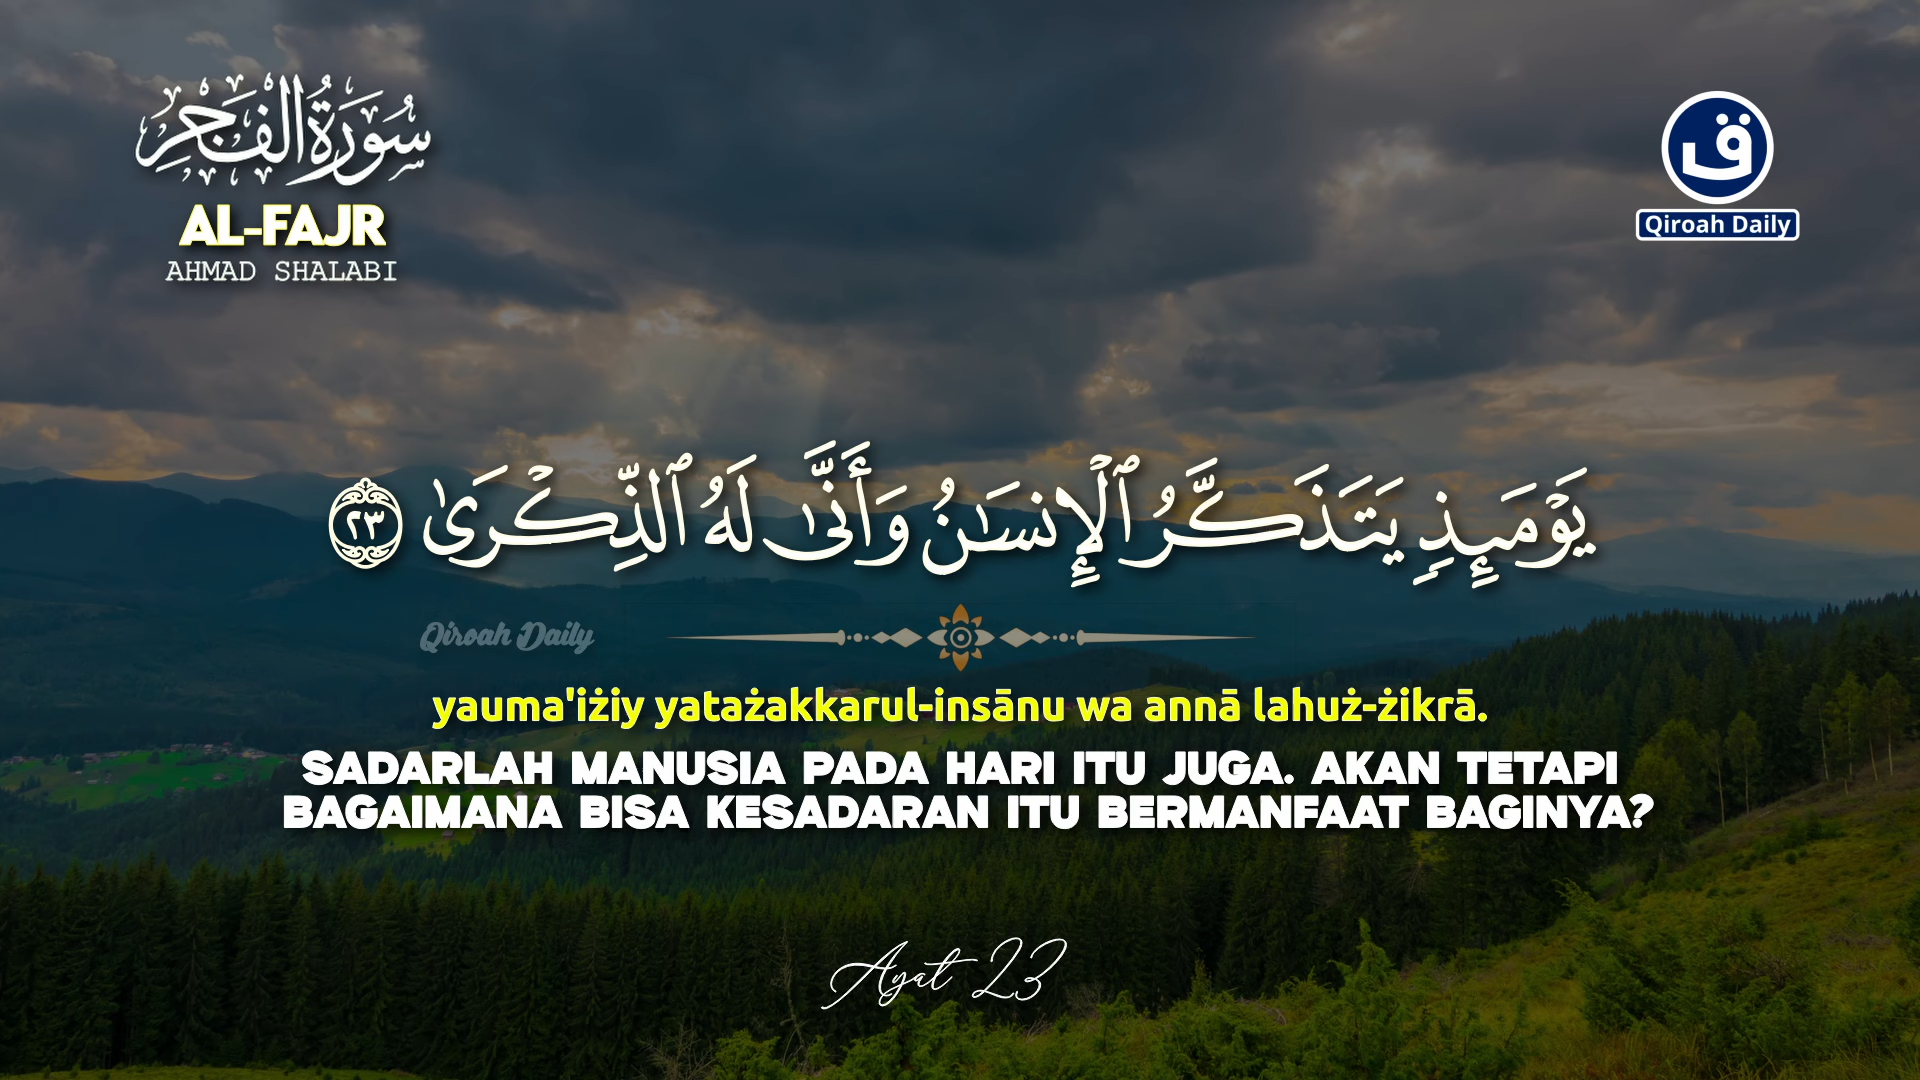 سُورَةُ الْفَجْرِ
AL-FAJR
AHMAD SHALABI
ق
Qiroah Daily
يَوْمَئِذٍ يَتَذَكَّرُ ٱلْإِنسَـٰنُ وَأَنَّىٰ لَهُ ٱلذِّكْرَىٰ ٢٣
Qiroah Daily
yauma'iżiy yatażakkarul-insānu wa annā lahuż-żikrā.
SADARLAH MANUSIA PADA HARI ITU JUGA. AKAN TETAPI
BAGAIMANA BISA KESADARAN ITU BERMANFAAT BAGINYA?
Ayat 23